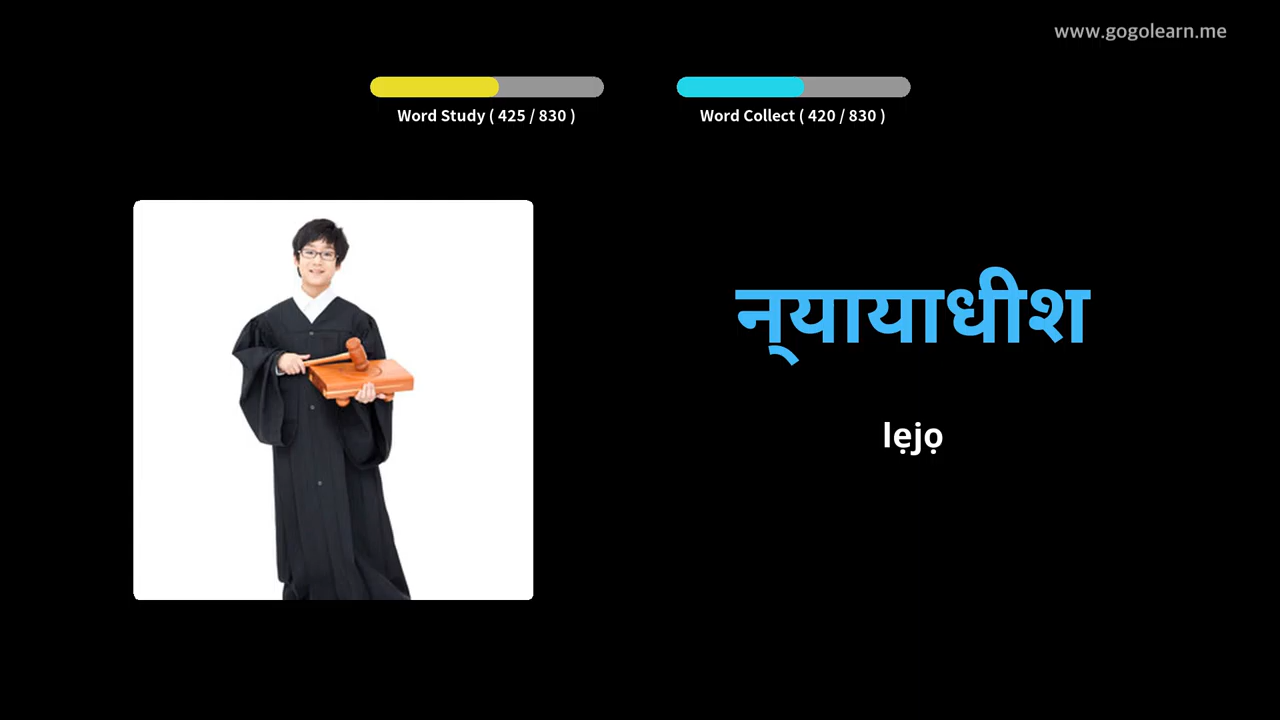 www.gogolearn.me
Word Study ( 425 / 830 )
Word Collect ( 420 / 830 )
न्‌यायाधीश
lẹjọ